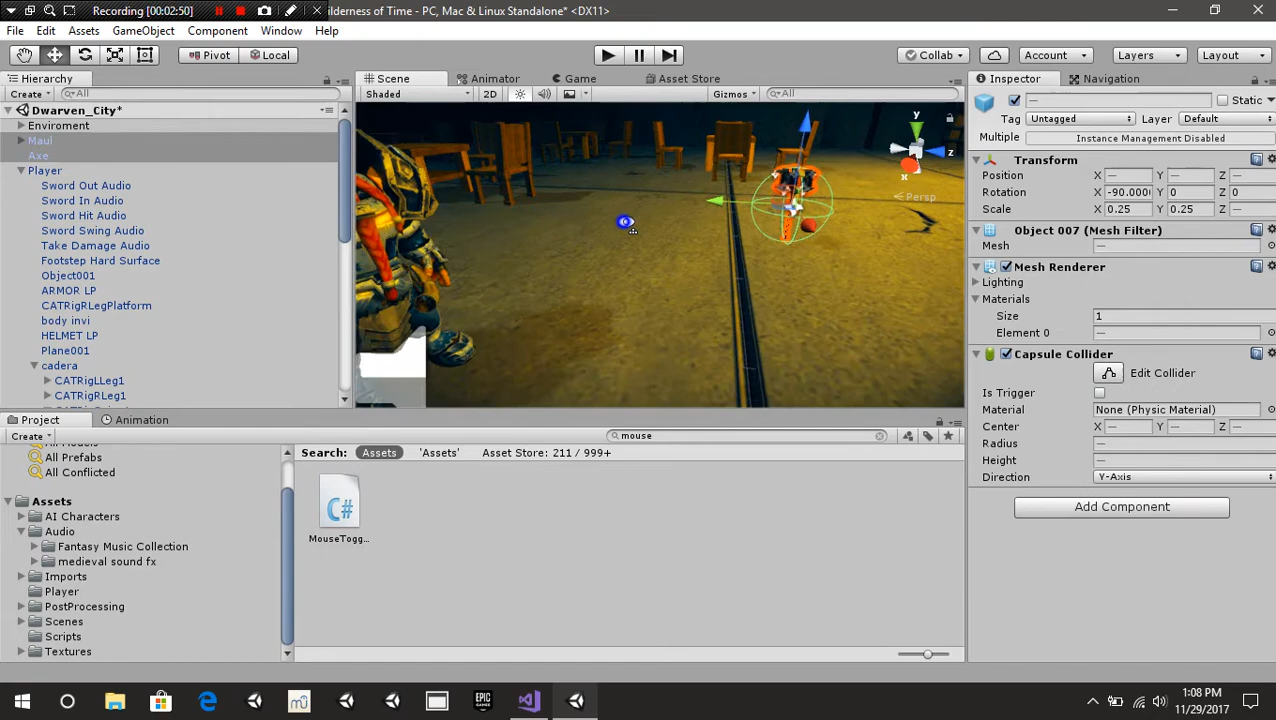 Recording [00:02:50]
lderness of Time - PC, Mac & Linux Standalone* <DX11>
File Edit Assets GameObject Component Window Help
Pivot Local Collab Account Layers Layout
Hierarchy Scene Animator Game Asset Store Inspector Navigation
Create All Shaded 2D Gizmos All Static
Dwarven_City*
Tag Untagged Layer Default
Enviroment
Multiple Instance Management Disabled
Maul
Axe
Transform
Player
Position X — Y — Z —
Sword Out Audio
Rotation X -90.000 Y 0 Z 0
Sword In Audio
Scale X 0.25 Y 0.25 Z —
Sword Hit Audio
Sword Swing Audio
Object 007 (Mesh Filter)
Take Damage Audio
Mesh —
Footstep Hard Surface
Mesh Renderer
Object001
Lighting
ARMOR LP
Materials
CATRigRLegPlatform
Size 1
body invi
Element 0 —
HELMET LP
Plane001
Capsule Collider
cadera
Edit Collider
CATRigLLeg1
Is Trigger
CATRigRLeg1
Material None (Physic Material)
Center X — Y — Z —
Radius —
Height —
Direction Y-Axis
Add Component
y
z
x
Persp
Project Animation
Create mouse
All Models
All Prefabs
All Conflicted
Search: Assets 'Assets' Asset Store: 211 / 999+
Assets
AI Characters
Audio
Fantasy Music Collection
medieval sound fx
Imports
Player
PostProcessing
Scenes
Scripts
Textures
C#
MouseTogg...
EPIC GAMES
1:08 PM
11/29/2017